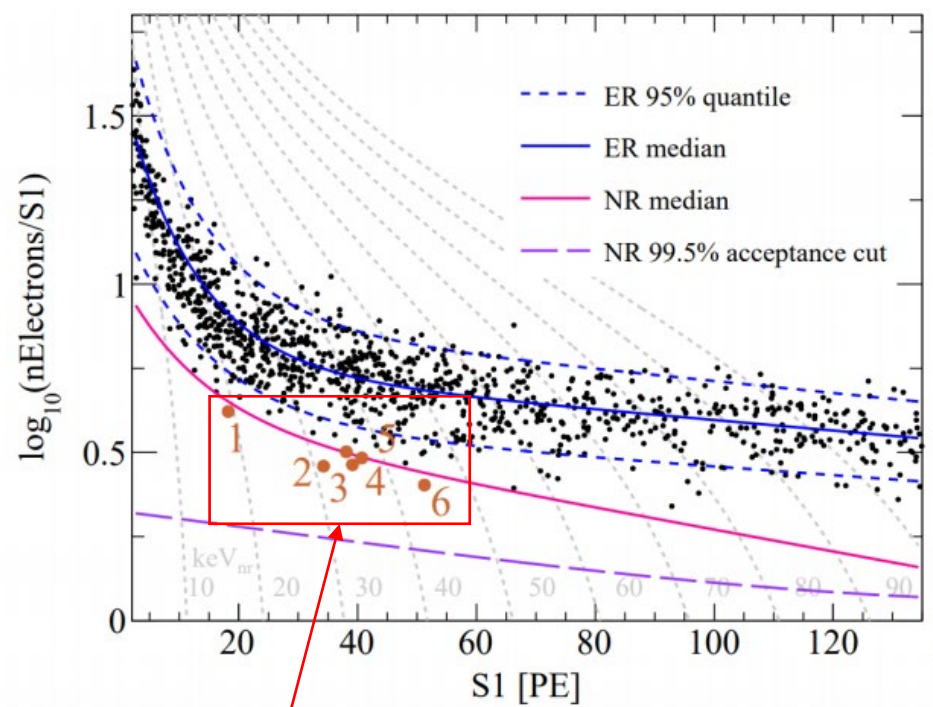 log10(nElectrons/S1)
1.5
1
0.5
0
ER 95% quantile
ER median
NR median
NR 99.5% acceptance cut
1
2
3
4
5
6
keVnr
10 20 30 40 50 60 70 80 90
20 40 60 80 100 120
S1 [PE]